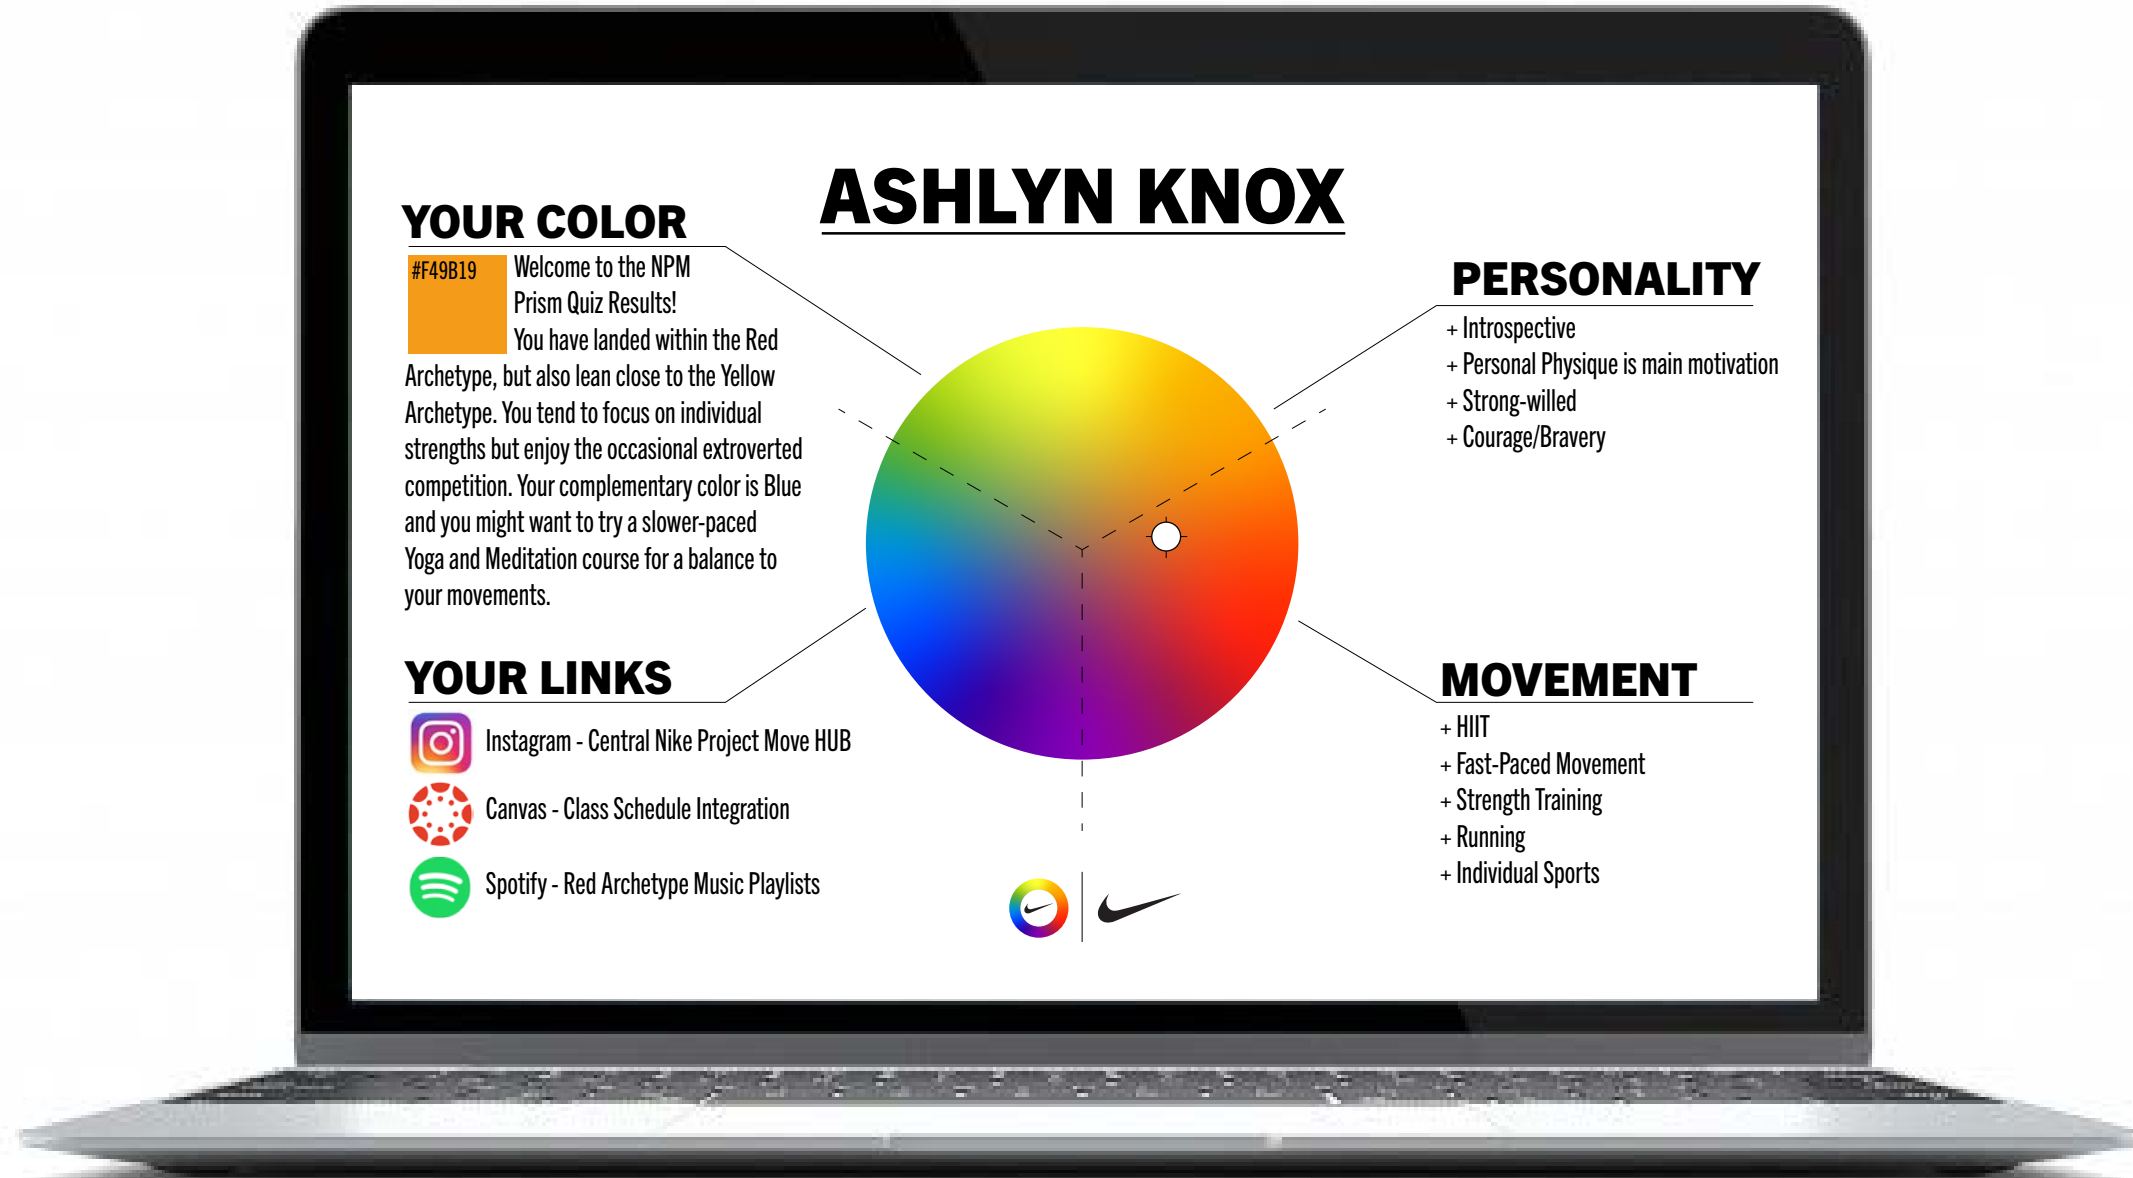 ASHLYN KNOX
YOUR COLOR
#F49B19
Welcome to the NPM
Prism Quiz Results!
You have landed within the Red
Archetype, but also lean close to the Yellow
Archetype. You tend to focus on individual
strengths but enjoy the occasional extroverted
competition. Your complementary color is Blue
and you might want to try a slower-paced
Yoga and Meditation course for a balance to
your movements.
YOUR LINKS
Instagram - Central Nike Project Move HUB
Canvas - Class Schedule Integration
Spotify - Red Archetype Music Playlists
PERSONALITY
+ Introspective
+ Personal Physique is main motivation
+ Strong-willed
+ Courage/Bravery
MOVEMENT
+ HIIT
+ Fast-Paced Movement
+ Strength Training
+ Running
+ Individual Sports